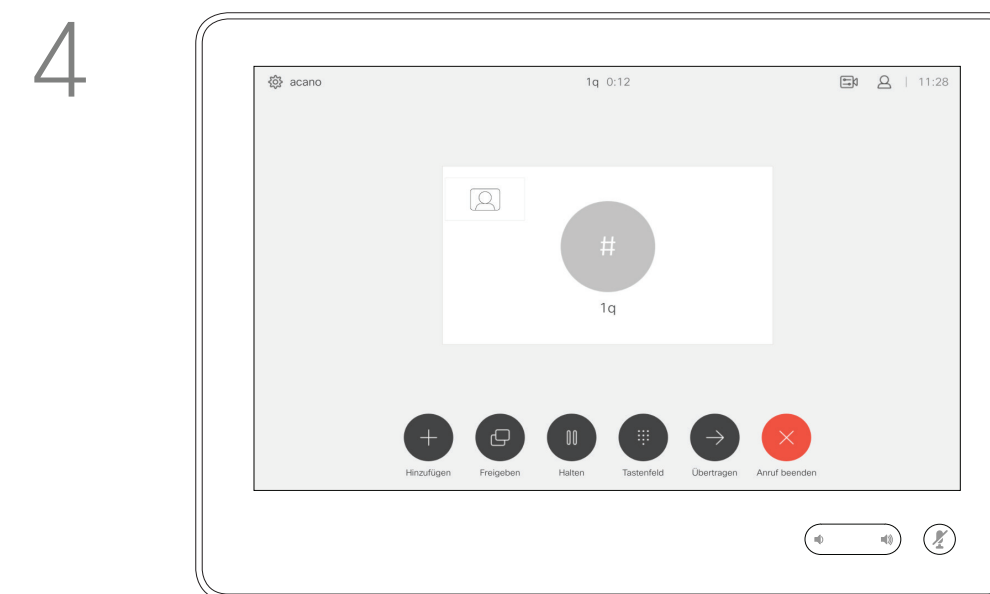 4
acano 1q 0:12 11:28
#
1q
Hinzufügen Freigeben Halten Tastenfeld Übertragen Anruf beenden